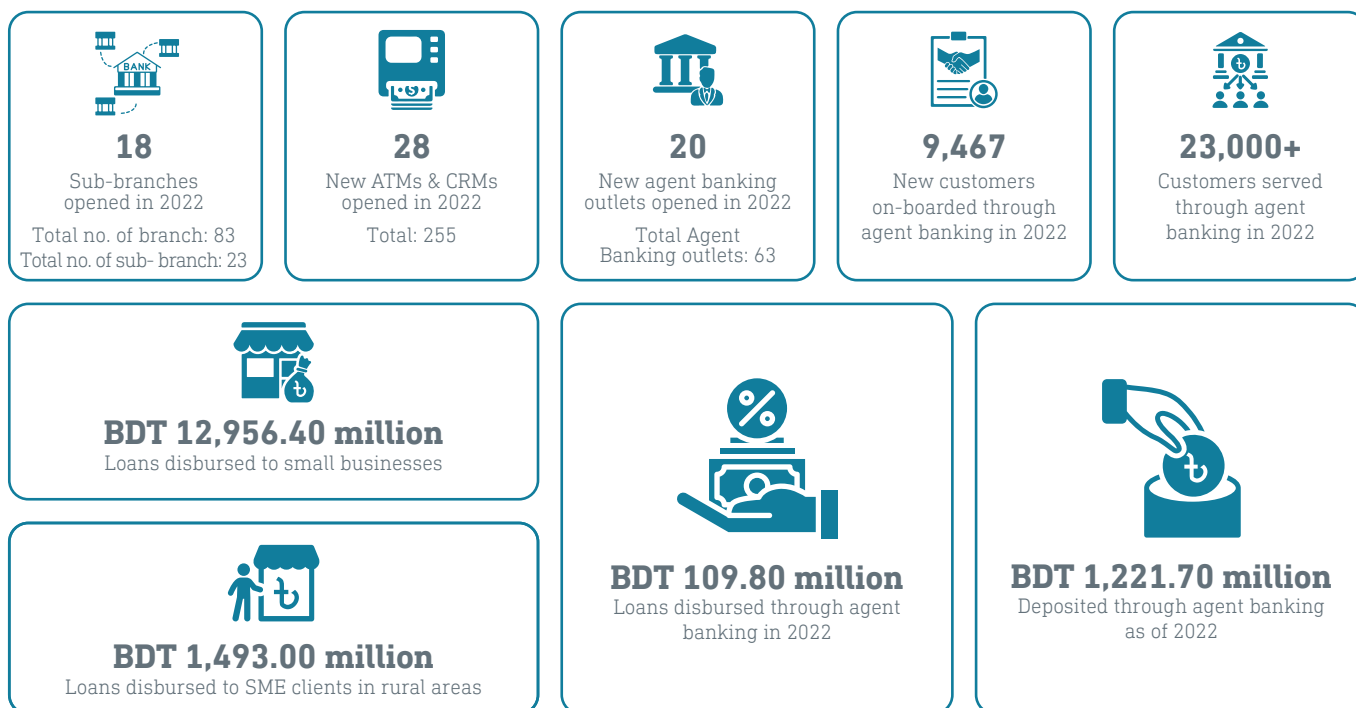 BANK
18
Sub-branches
opened in 2022
Total no. of branch: 83
Total no. of sub- branch: 23
$
28
New ATMs & CRMs
opened in 2022
Total: 255
20
New agent banking
outlets opened in 2022
Total Agent
Banking outlets: 63
9,467
New customers
on-boarded through
agent banking in 2022
৳
23,000+
Customers served
through agent
banking in 2022
৳
BDT 12,956.40 million
Loans disbursed to small businesses
৳
BDT 1,493.00 million
Loans disbursed to SME clients in rural areas
%
BDT 109.80 million
Loans disbursed through agent
banking in 2022
৳
BDT 1,221.70 million
Deposited through agent banking
as of 2022